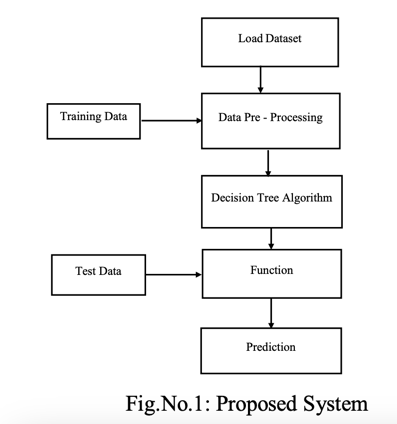 Load Dataset
Training Data
Data Pre - Processing
Decision Tree Algorithm
Test Data
Function
Prediction
Fig.No.1: Proposed System